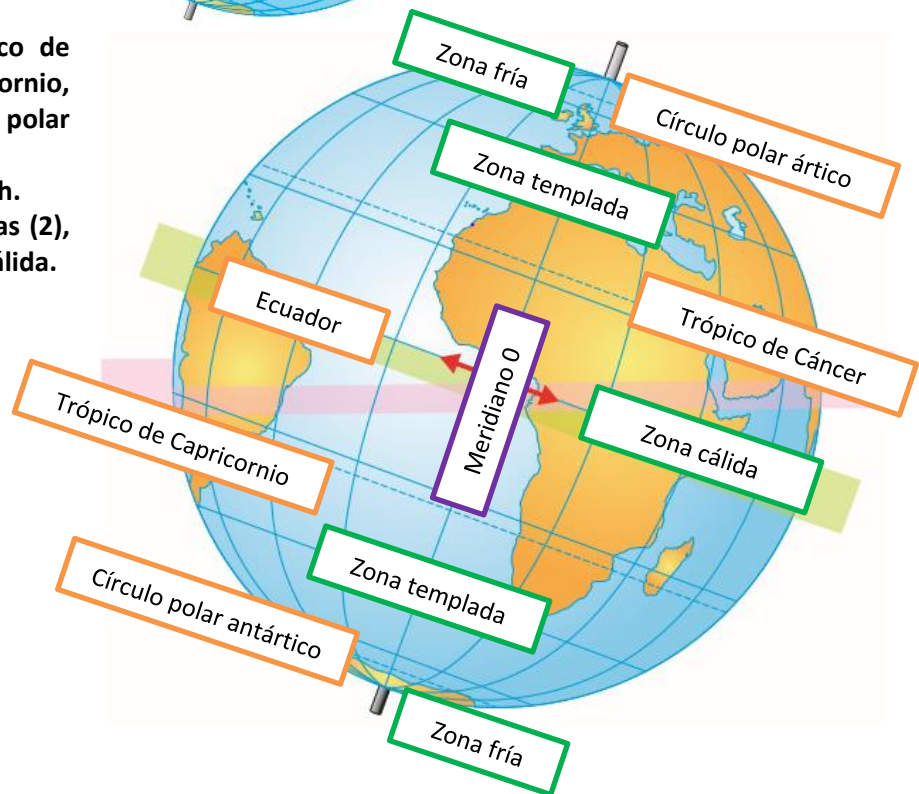 co de
ornio,
polar
h.
as (2),
álida.
Zona fría
Círculo polar ártico
Zona templada
Ecuador
Trópico de Cáncer
Meridiano 0
Trópico de Capricornio
Zona cálida
Zona templada
Círculo polar antártico
Zona fría